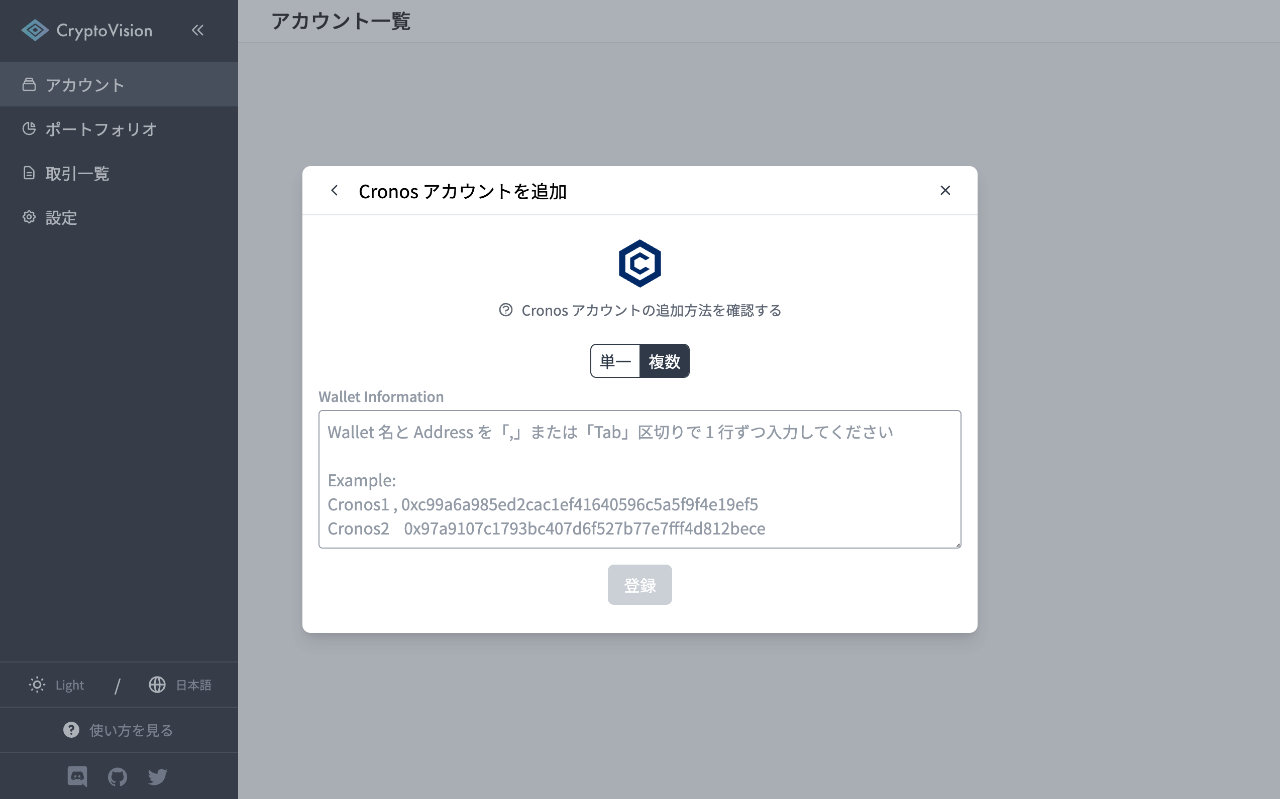 CryptoVision
アカウント
ポートフォリオ
取引一覧
設定
Light / 日本語
使い方を見る
アカウント一覧
Cronos アカウントを追加
Cronos アカウントの追加方法を確認する
単一 複数
Wallet Information
Wallet 名と Address を「,」または「Tab」区切りで 1 行ずつ入力してください
Example:
Cronos1 , 0xc99a6a985ed2cac1ef41640596c5a5f9f4e19ef5
Cronos2 0x97a9107c1793bc407d6f527b77e7fff4d812bece
登録